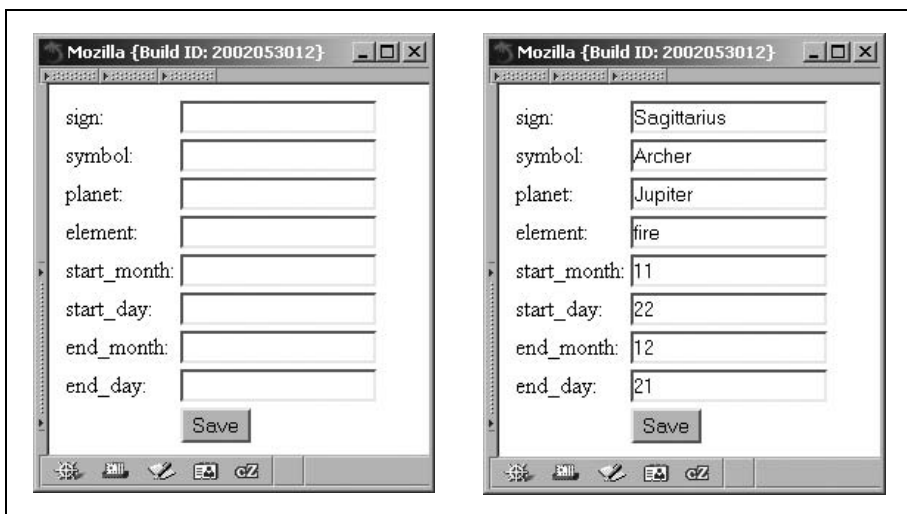 Mozilla {Build ID: 2002053012}
sign:
symbol:
planet:
element:
start_month:
start_day:
end_month:
end_day:
Save
Mozilla {Build ID: 2002053012}
sign: Sagittarius
symbol: Archer
planet: Jupiter
element: fire
start_month: 11
start_day: 22
end_month: 12
end_day: 21
Save